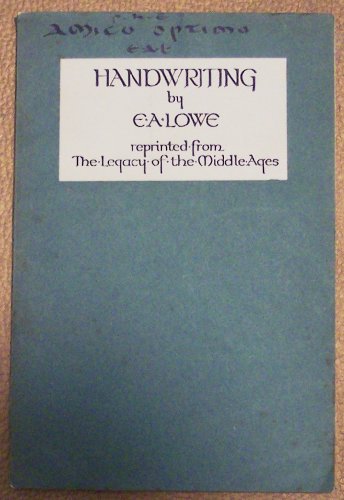 Amico optimo
EAL
HANDWRITING
by
E·A·LOWE
reprinted·from
The·Legacy·of·the·Middle·Ages